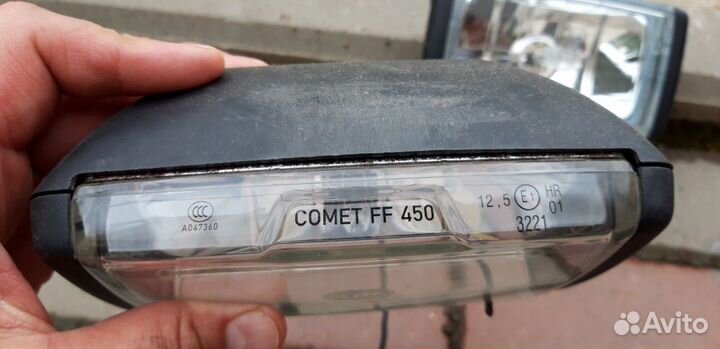 CCC
A047360
COMET FF 450
12,5 E1 HR
3221 01
Avito